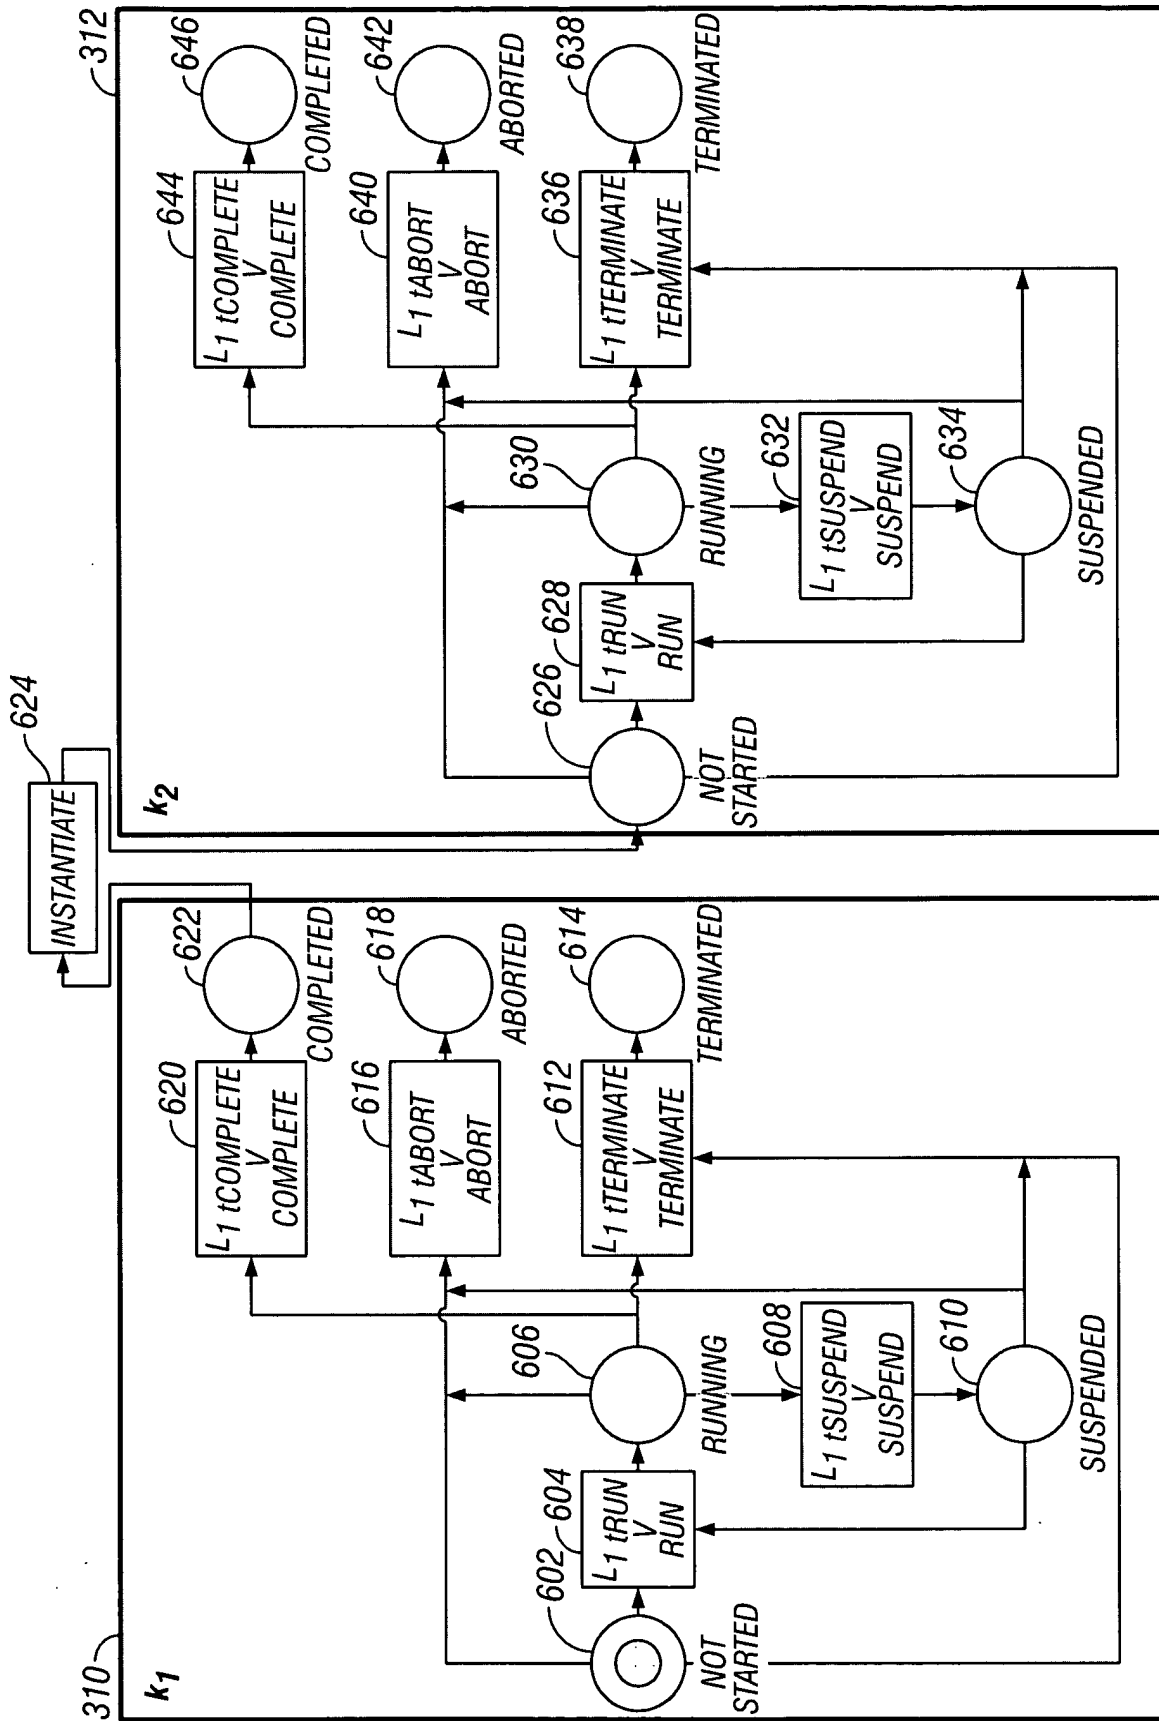 310
k1
602
NOT
STARTED
604
L1 tRUN
V
RUN
606
RUNNING
608
L1 tSUSPEND
V
SUSPEND
610
SUSPENDED
612
L1 tTERMINATE
V
TERMINATE
614
TERMINATED
616
L1 tABORT
V
ABORT
618
ABORTED
620
L1 tCOMPLETE
V
COMPLETE
622
COMPLETED
INSTANTIATE
624
312
k2
626
NOT
STARTED
628
L1 tRUN
V
RUN
630
RUNNING
632
L1 tSUSPEND
V
SUSPEND
634
SUSPENDED
636
L1 tTERMINATE
V
TERMINATE
638
TERMINATED
640
L1 tABORT
V
ABORT
642
ABORTED
644
L1 tCOMPLETE
V
COMPLETE
646
COMPLETED